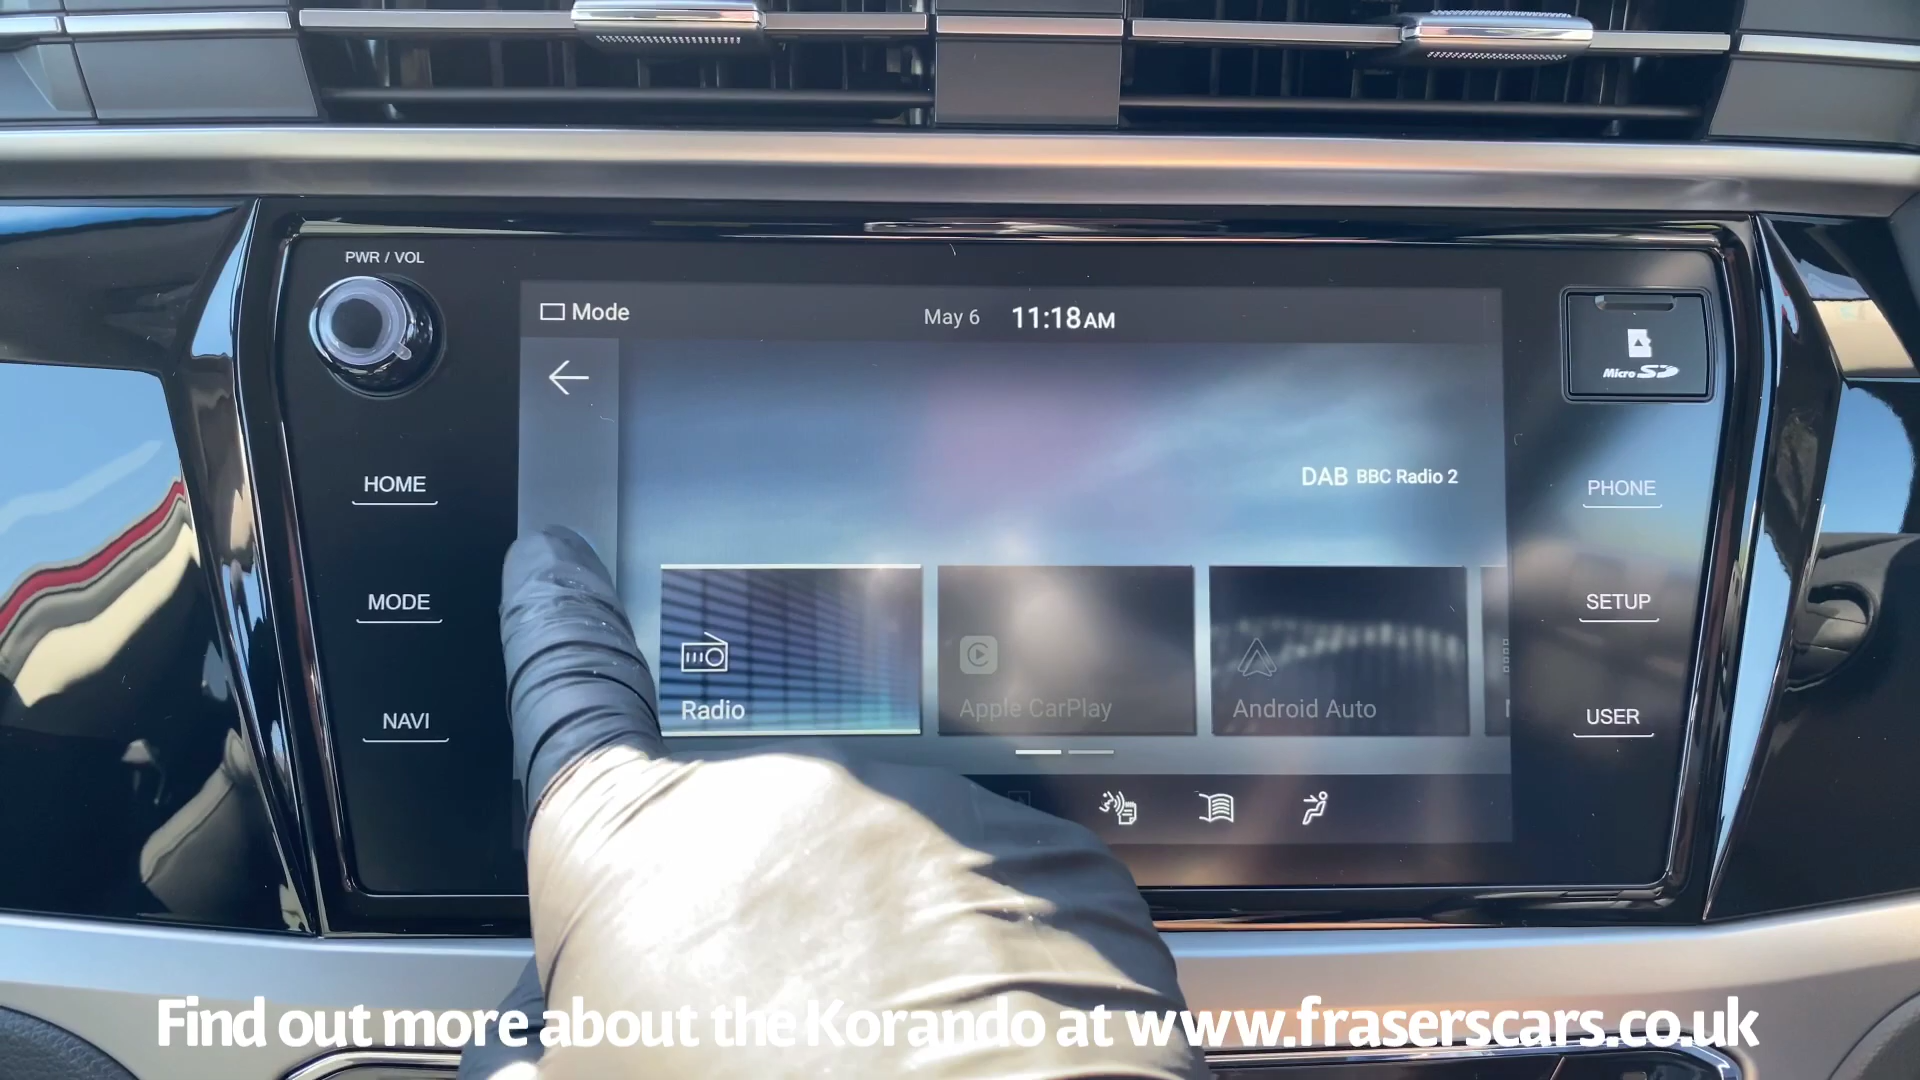 PWR / VOL
Mode
May 6 11:18AM
Micro SD
HOME
MODE
NAVI
DAB BBC Radio 2
Radio
Apple CarPlay
Android Auto
PHONE
SETUP
USER
Find out more about the Korando at www.fraserscars.co.uk